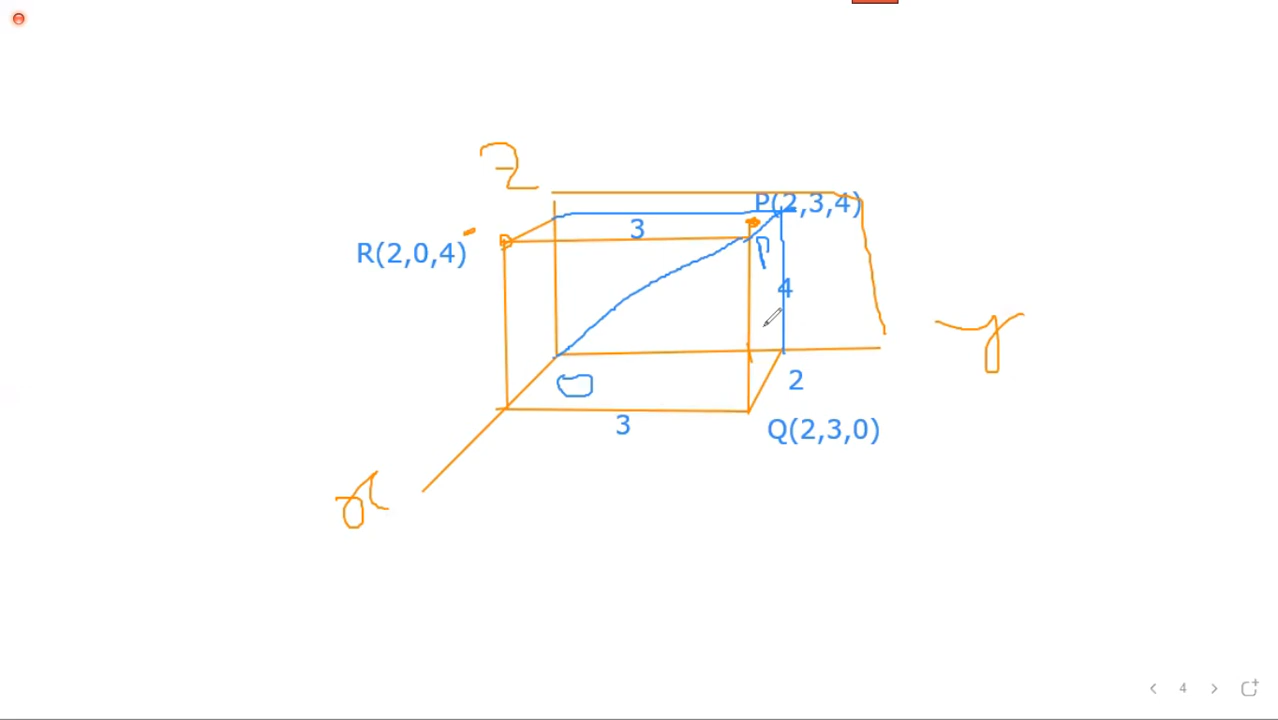 z
P(2,3,4)
3
R(2,0,4)
4
y
2
3
Q(2,3,0)
x
4